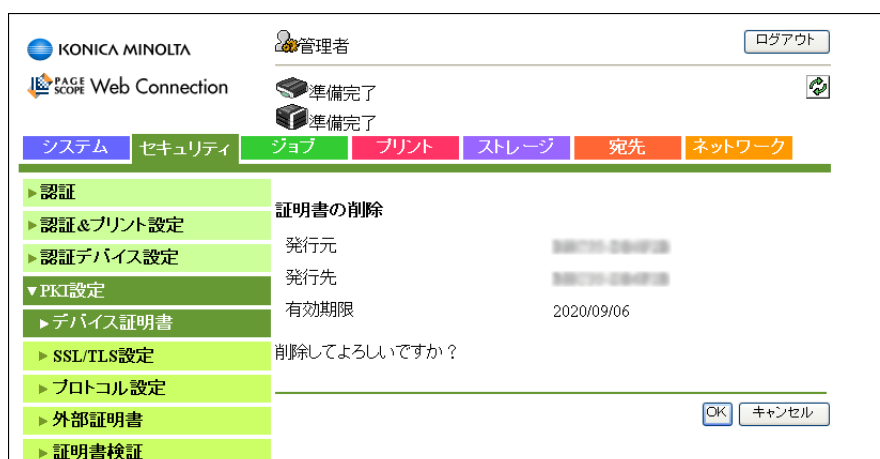 KONICA MINOLTA
管理者
ログアウト
PAGE SCOPE Web Connection
準備完了
準備完了
システム セキュリティ ジョブ プリント ストレージ 宛先 ネットワーク
認証
認証&プリント設定
認証デバイス設定
PKI設定
デバイス証明書
SSL/TLS設定
プロトコル設定
外部証明書
証明書検証
証明書の削除
発行元
発行先
有効期限 2020/09/06
削除してよろしいですか？
OK キャンセル